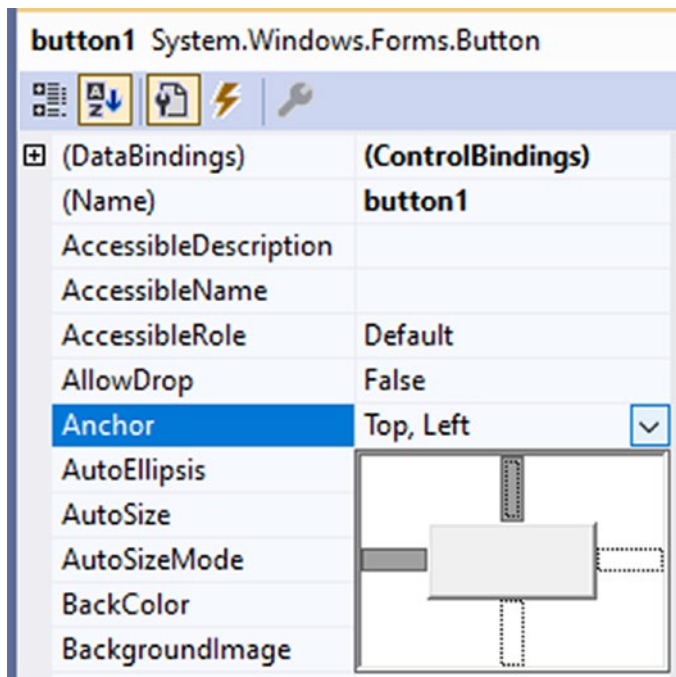 button1 System.Windows.Forms.Button
A
Z
(DataBindings) (ControlBindings)
(Name) button1
AccessibleDescription
AccessibleName
AccessibleRole Default
AllowDrop False
Anchor Top, Left
AutoEllipsis
AutoSize
AutoSizeMode
BackColor
BackgroundImage